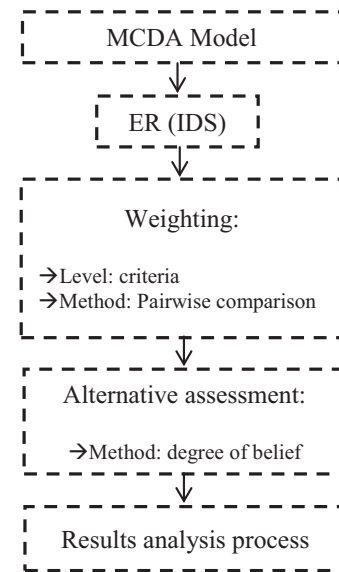 MCDA Model
ER (IDS)
Weighting:
→Level: criteria
→Method: Pairwise comparison
Alternative assessment:
→Method: degree of belief
Results analysis process